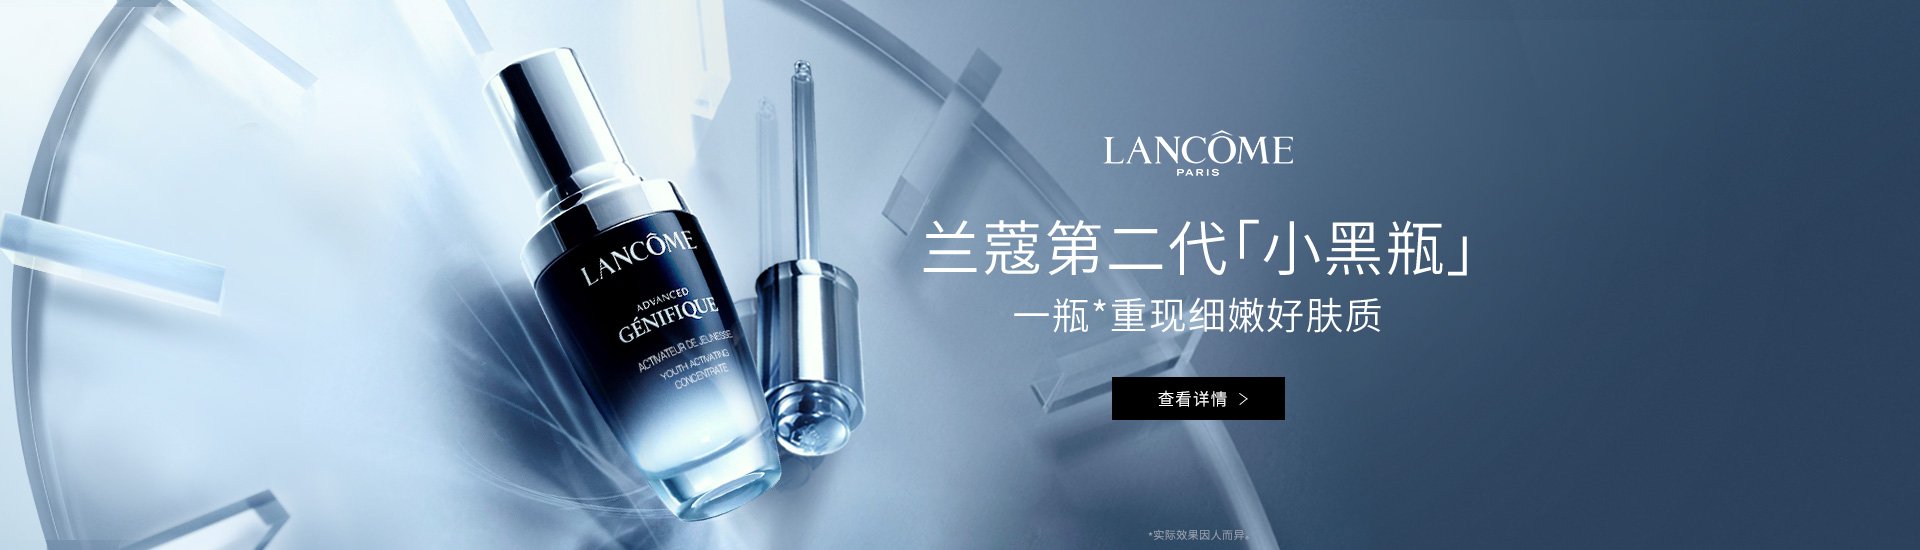 LANCÔME
ADVANCED
GÉNIFIQUE
ACTIVATEUR DE JEUNESSE
YOUTH ACTIVATING
CONCENTRATE
LANCÔME
PARIS
兰蔻第二代「小黑瓶」
一瓶*重现细嫩好肤质
查看详情 >
*实际效果因人而异。